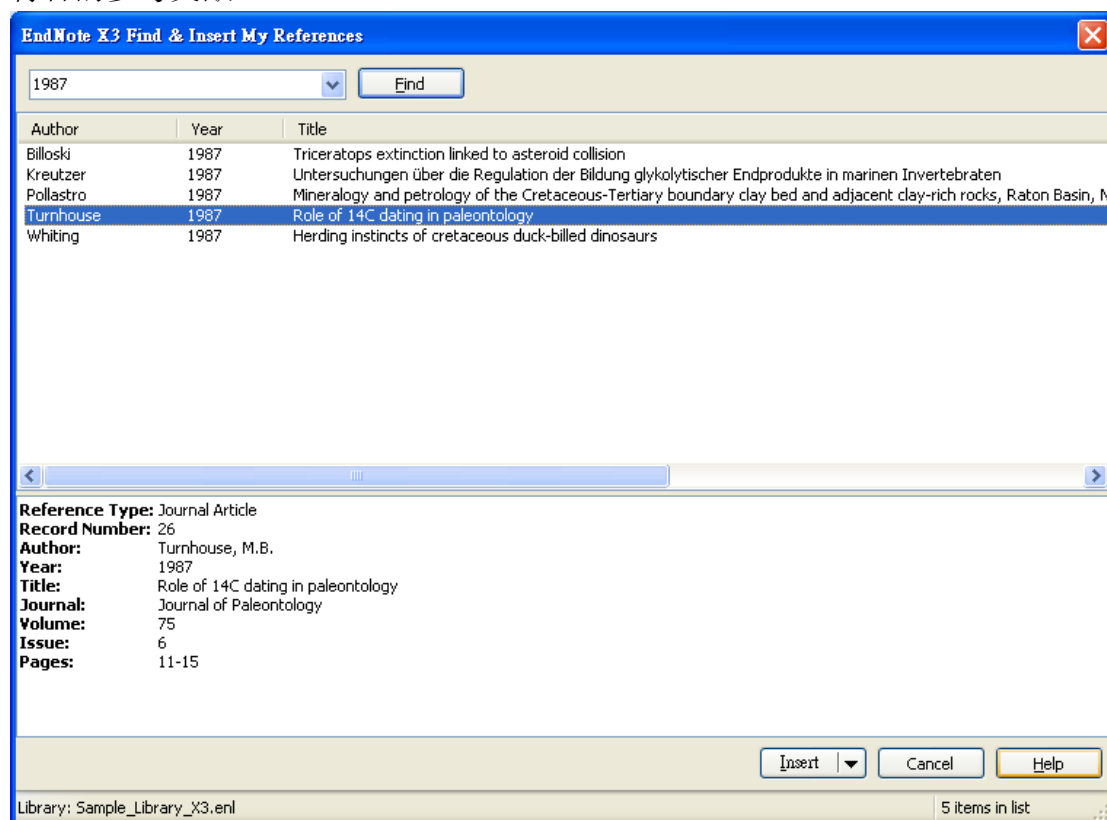 EndNote X3 Find & Insert My References
1987 Find
Author Year Title
Billoski 1987 Triceratops extinction linked to asteroid collision
Kreutzer 1987 Untersuchungen über die Regulation der Bildung glykolytischer Endprodukte in marinen Invertebraten
Pollastro 1987 Mineralogy and petrology of the Cretaceous-Tertiary boundary clay bed and adjacent clay-rich rocks, Raton Basin,
Turnhouse 1987 Role of 14C dating in paleontology
Whiting 1987 Herding instincts of cretaceous duck-billed dinosaurs
Reference Type: Journal Article
Record Number: 26
Author: Turnhouse, M.B.
Year: 1987
Title: Role of 14C dating in paleontology
Journal: Journal of Paleontology
Volume: 75
Issue: 6
Pages: 11-15
Insert Cancel Help
Library: Sample_Library_X3.enl 5 items in list